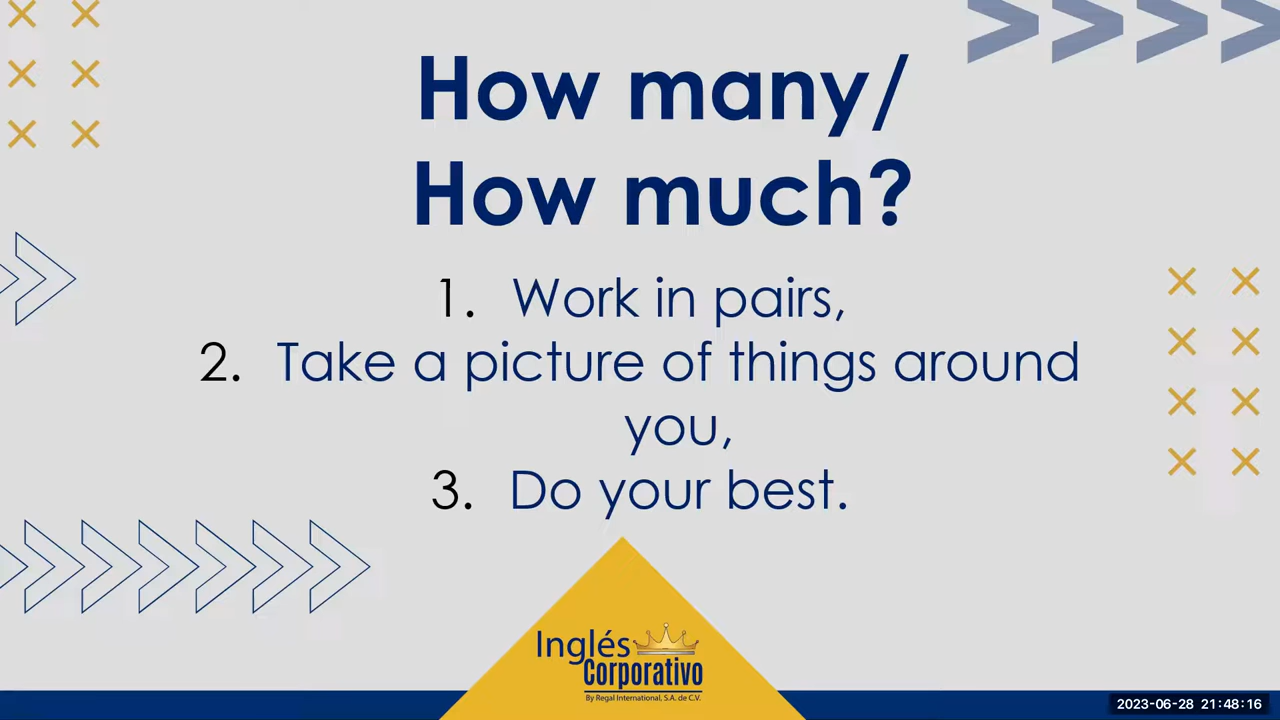 How many/
How much?
1. Work in pairs,
2. Take a picture of things around
you,
3. Do your best.
Inglés
Corporativo
By Regal International, S.A. de C.V.
2023-06-28 21:48:16